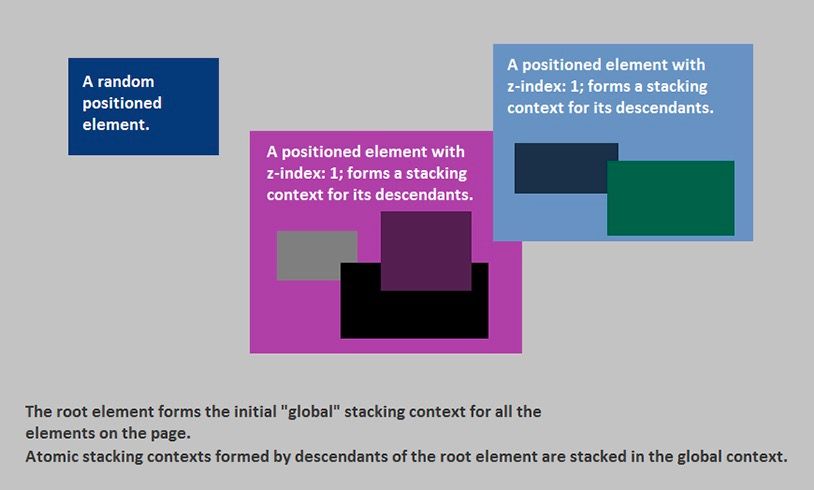 A random
positioned
element.
A positioned element with
z-index: 1; forms a stacking
context for its descendants.
A positioned element with
z-index: 1; forms a stacking
context for its descendants.
The root element forms the initial "global" stacking context for all the
elements on the page.
Atomic stacking contexts formed by descendants of the root element are stacked in the global context.